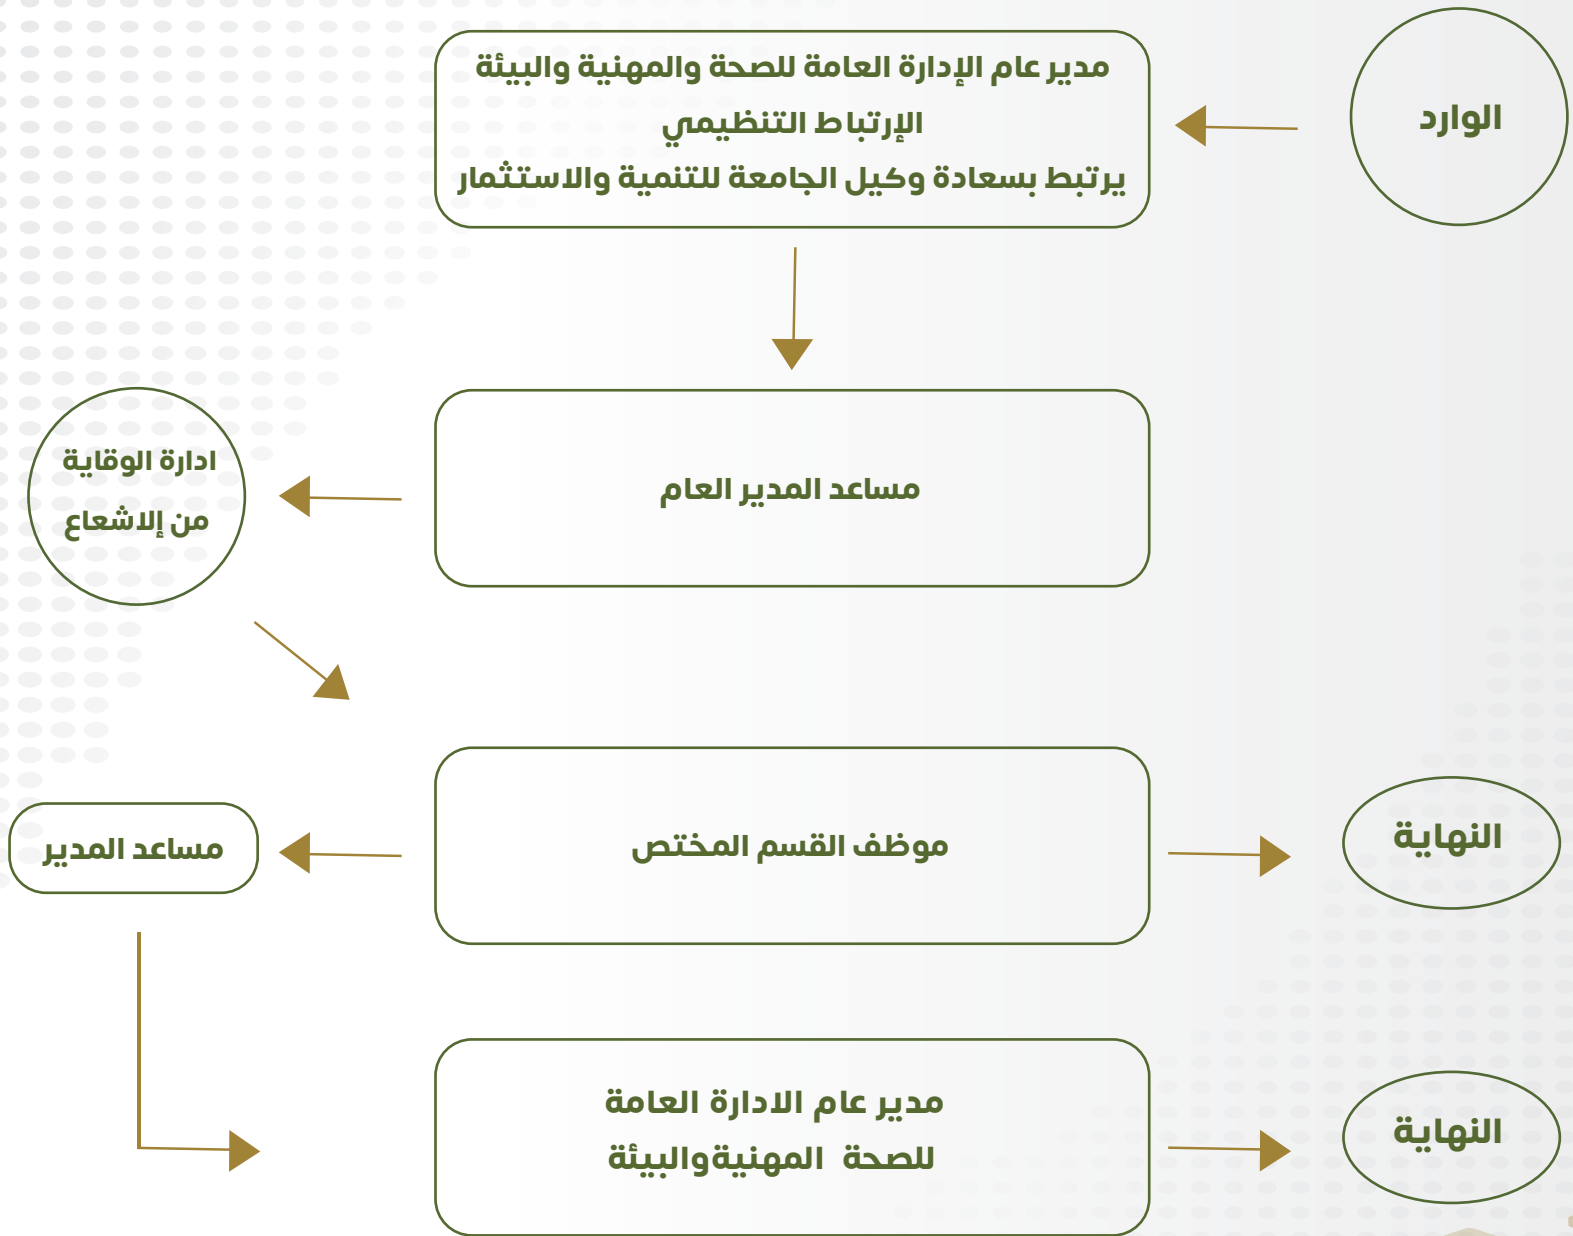 الوارد
مدير عام الإدارة العامة للصحة والمهنية والبيئة
الإرتباط التنظيمي
يرتبط بسعادة وكيل الجامعة للتنمية والاستثمار
مساعد المدير العام
ادارة الوقاية
من إلاشعاع
موظف القسم المختص
النهاية
مساعد المدير
مدير عام الادارة العامة
للصحة المهنيةوالبيئة
النهاية